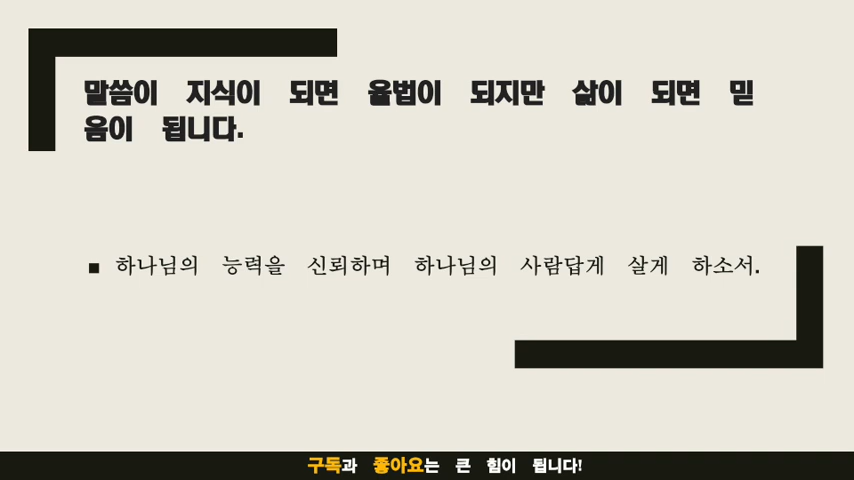 말씀이 지식이 되면 율법이 되지만 삶이 되면 믿
음이 됩니다.
■ 하나님의 능력을 신뢰하며 하나님의 사람답게 살게 하소서.
구독과 좋아요는 큰 힘이 됩니다!